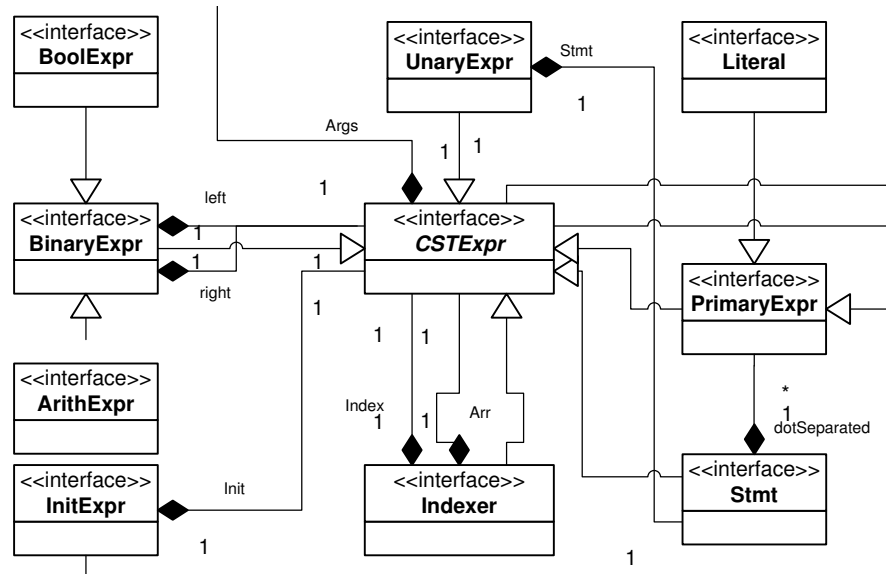 <<interface>>
BoolExpr
<<interface>>
UnaryExpr
Stmt
1
<<interface>>
Literal
Args
1
1
1
<<interface>>
BinaryExpr
left
1
1
right
<<interface>>
CSTExpr
1
1
<<interface>>
PrimaryExpr
1
1
<<interface>>
ArithExpr
Index
1
1
Arr
*
1
dotSeparated
<<interface>>
InitExpr
Init
1
<<interface>>
Indexer
<<interface>>
Stmt
1